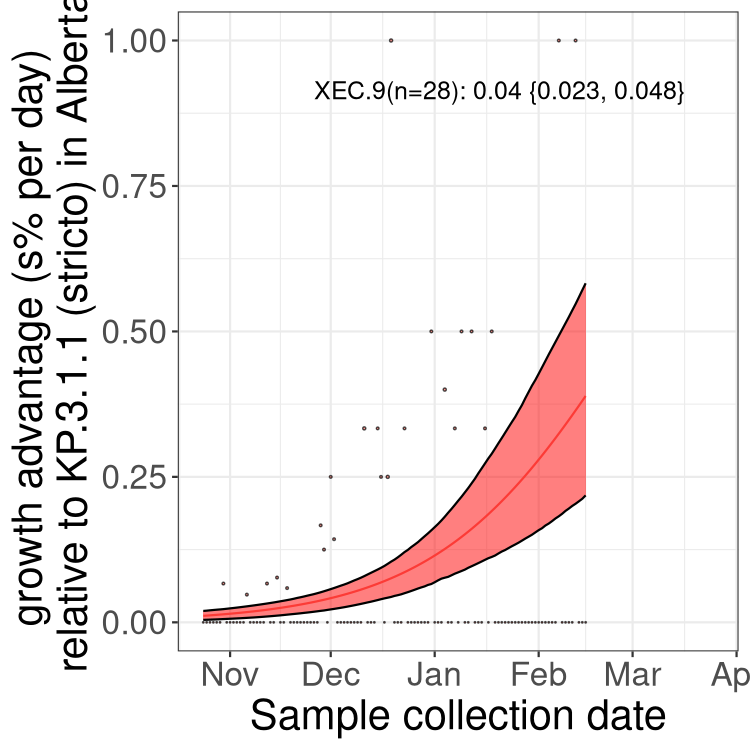 growth advantage (s% per day)
relative to KP.3.1.1 (stricto) in Alberta
1.00
0.75
0.50
0.25
0.00
XEC.9(n=28): 0.04 {0.023, 0.048}
Nov Dec Jan Feb Mar Ap
Sample collection date